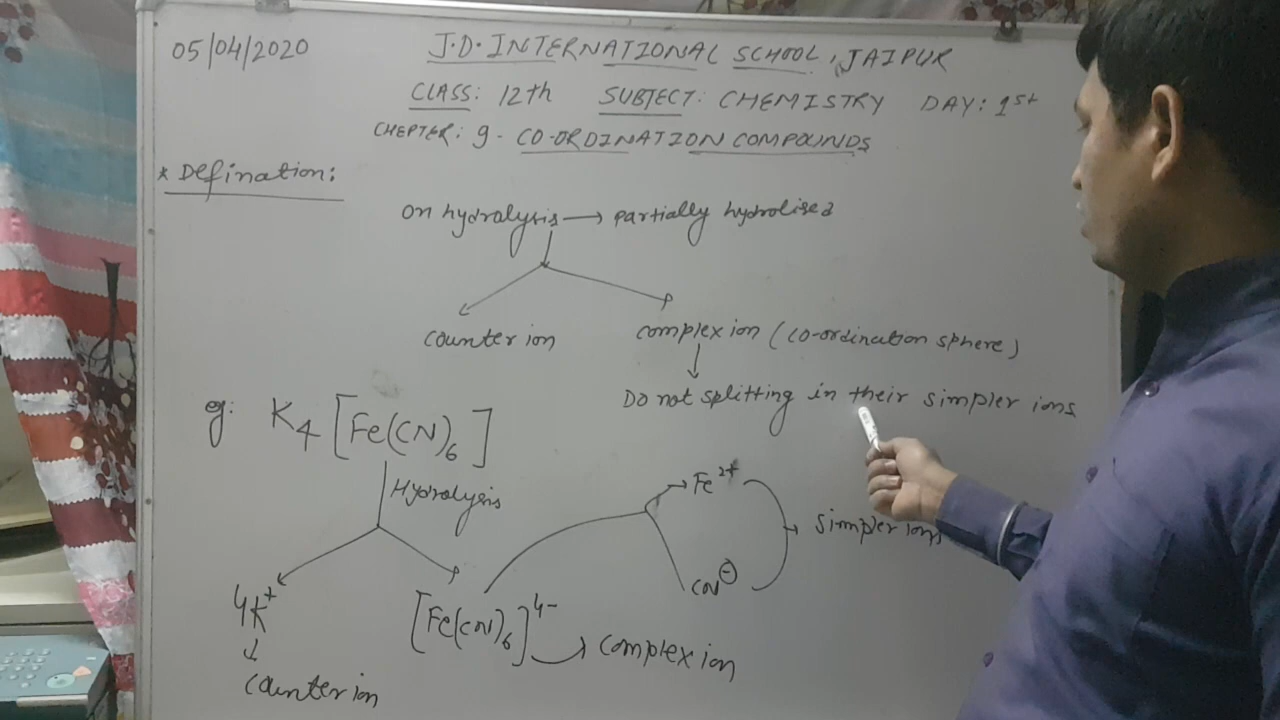 05/04/2020
J.D. INTERNATIONAL SCHOOL, JAIPUR
CLASS: 12th SUBJECT: CHEMISTRY DAY: 1st
CHEPTER: 9 - CO-ORDINATION COMPOUNDS
* Defination:
on hydralysis → partially hydrolised
counter ion
complex ion (co-ordination sphere)
Do not splitting in their simpler ions
eg: K4[Fe(CN)6]
Hydralysis
Fe2+
CN⊖
simpler ions
4K+
[Fe(CN)6]4-
complex ion
counter ion